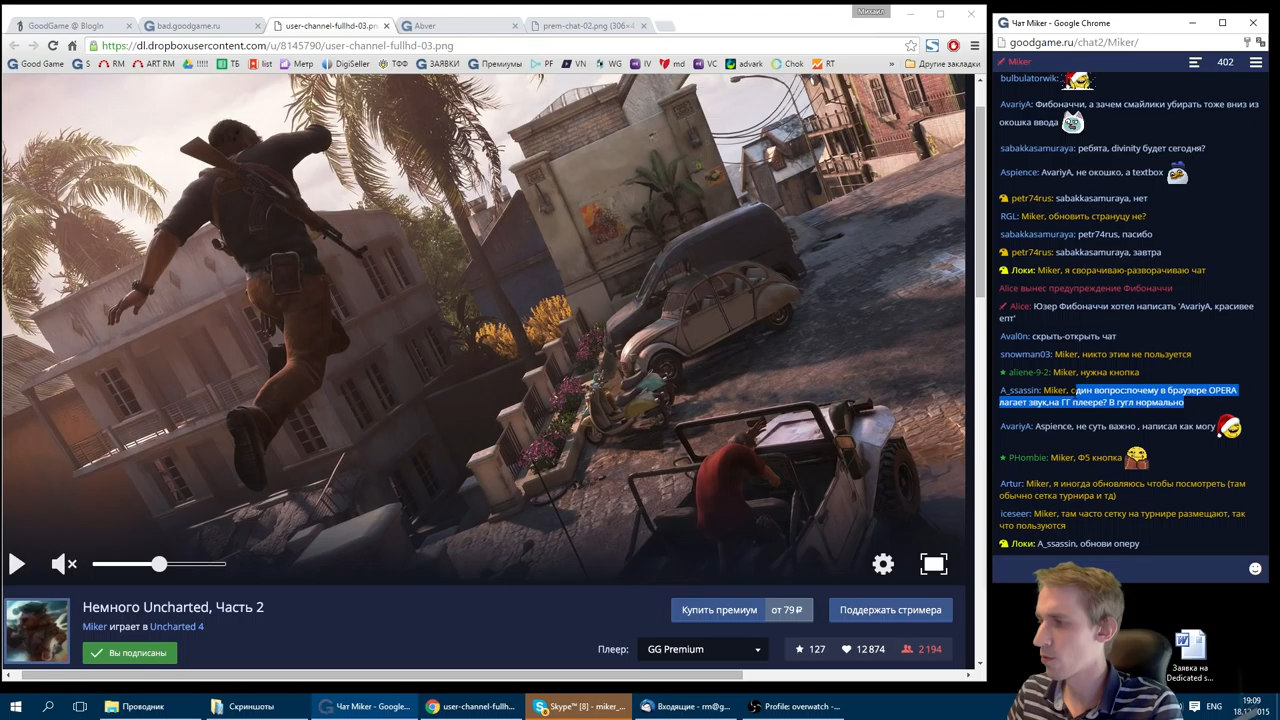 Михаил
GoodGame @ BlogIn
bad.goodgame.ru
user-channel-fullhd-03.pn
Abver
prem-chat-02.png (306×4
https://dl.dropboxusercontent.com/u/8145790/user-channel-fullhd-03.png
Good Game
S
RM
ART RM
ТБ
list
Метр
DigiSeller
ТФФ
ЗАЯВКИ
Премиумы
PF
VN
WG
IV
md
VC
advark
Chok
RT
»
Другие закладки
Немного Uncharted, Часть 2
Miker играет в Uncharted 4
Вы подписаны
Купить премиум
от 79 ₽
Поддержать стримера
Плеер:
GG Premium
127
12 874
2 194
Чат Miker - Google Chrome
goodgame.ru/chat2/Miker/
Miker
402
bulbulatorwik:
AvariyA: Фибоначчи, а зачем смайлики убирать тоже вниз из
окошка ввода
sabakkasamuraya: ребята, divinity будет сегодня?
Aspience: AvariyA, не окошко, а textbox
petr74rus: sabakkasamuraya, нет
RGL: Miker, обновить странуцу не?
sabakkasamuraya: petr74rus, пасибо
petr74rus: sabakkasamuraya, завтра
Локи: Miker, я сворачиваю-разворачиваю чат
Alice вынес предупреждение Фибоначчи
Alice: Юзер Фибоначчи хотел написать 'AvariyA, красивее
епт'
Aval0n: скрыть-открыть чат
snowman03: Miker, никто этим не пользуется
aliene-9-2: Miker, нужна кнопка
A_ssassin: Miker, один вопрос:почему в браузере OPERA
лагает звук,на ГГ плеере? В гугл нормально
AvariyA: Aspience, не суть важно , написал как могу
PHombie: Miker, Ф5 кнопка
Artur: Miker, я иногда обновляюсь чтобы посмотреть (там
обычно сетка турнира и тд)
iceseer: Miker, там часто сетку на турнире размещают, так
что пользуются
Локи: A_ssassin, обнови оперу
Заявка на
Dedicated s...
Проводник
Скриншоты
Чат Miker - Google...
user-channel-fullh...
Skype™ [8] - miker_...
Входящие - rm@g...
Profile: overwatch -...
ENG
19:09